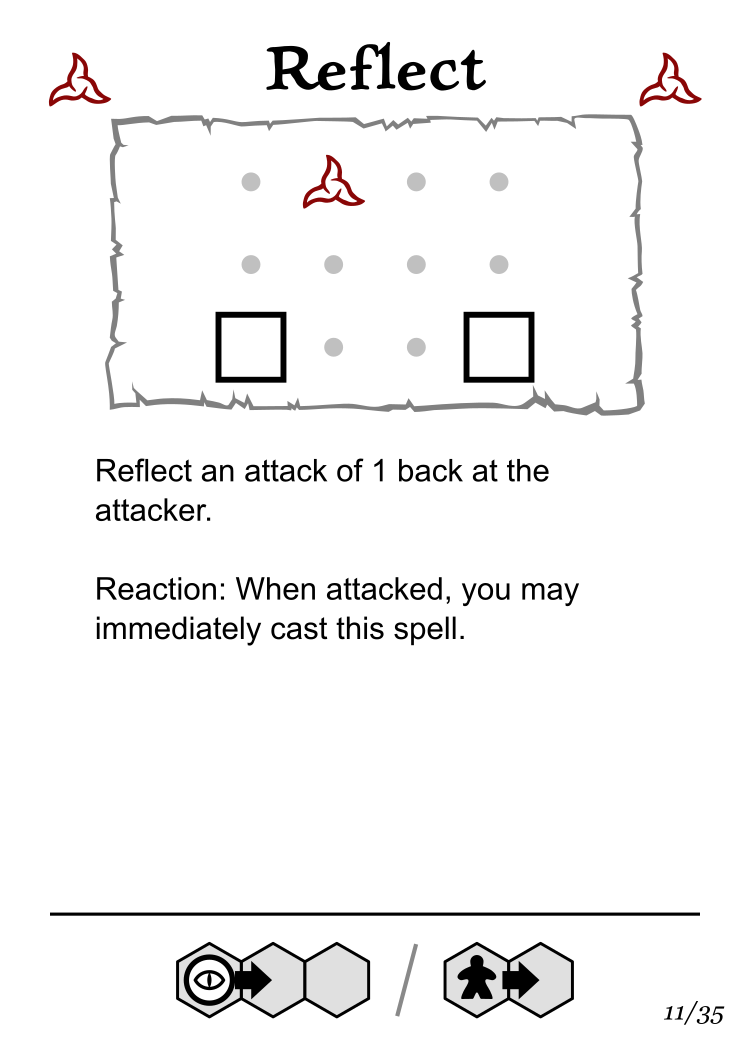 Reflect
Reflect an attack of 1 back at the
attacker.
Reaction: When attacked, you may
immediately cast this spell.
11/35